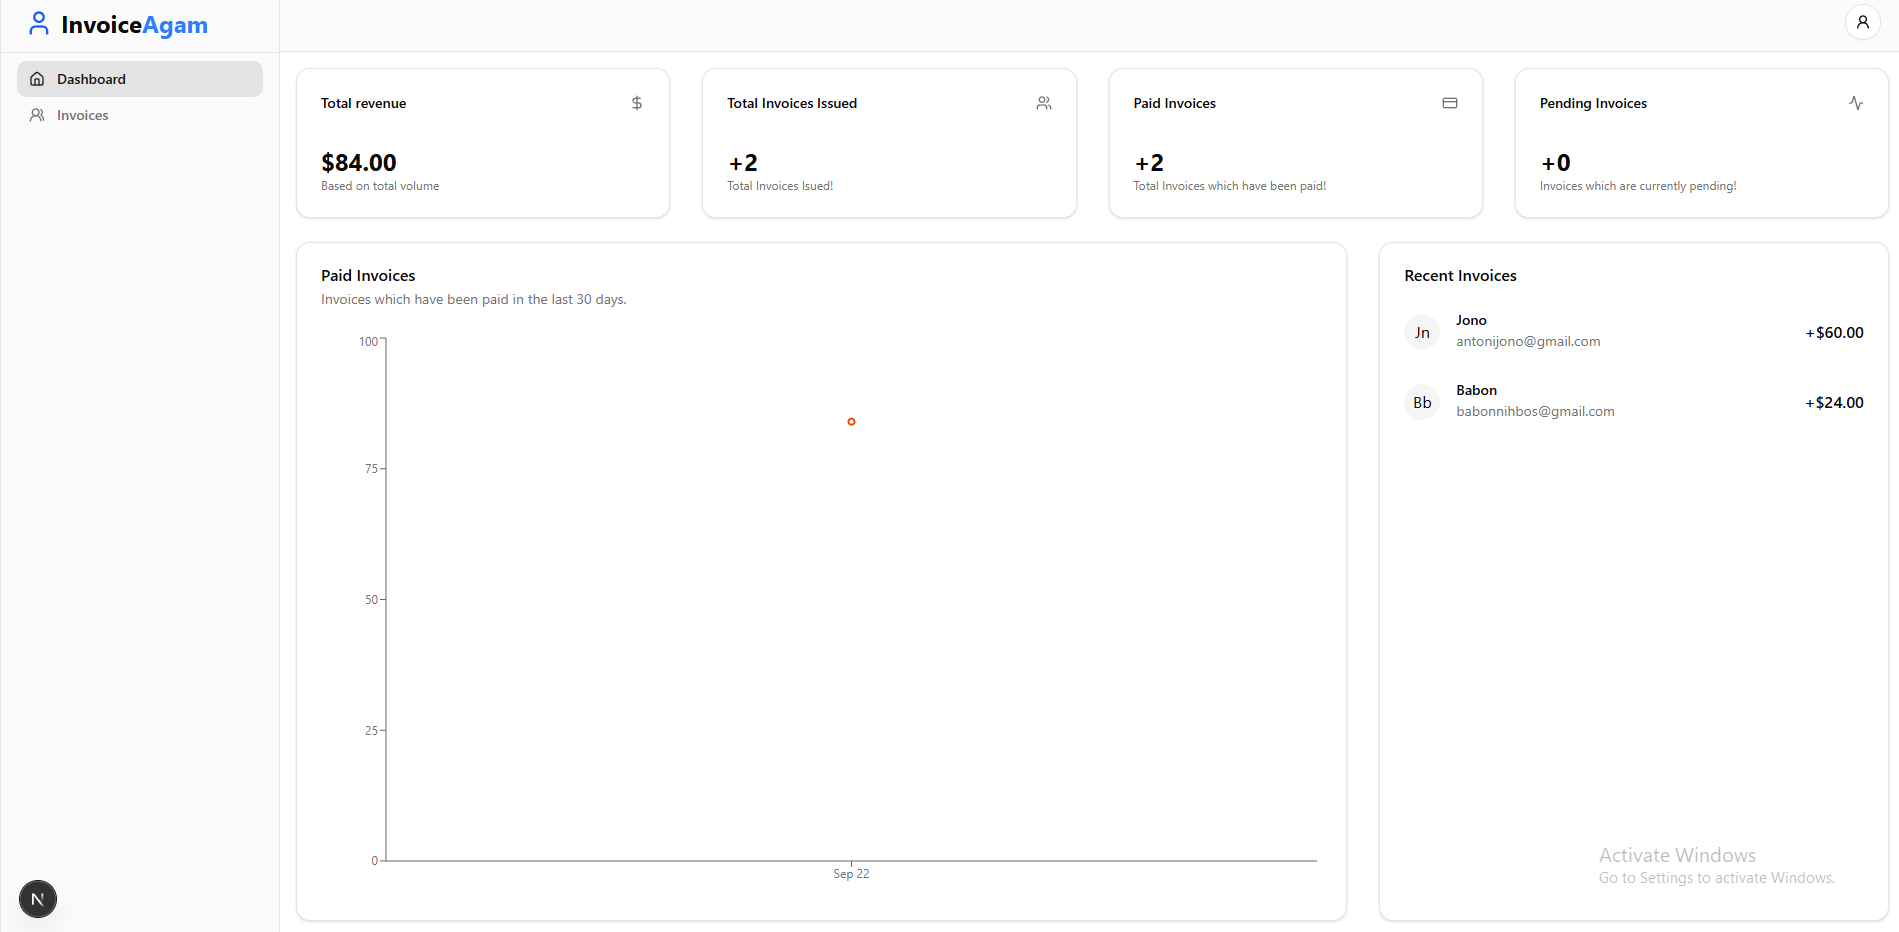 InvoiceAgam
Dashboard
Invoices
Total revenue
$84.00
Based on total volume
Total Invoices Issued
+2
Total Invoices Isued!
Paid Invoices
+2
Total Invoices which have been paid!
Pending Invoices
+0
Invoices which are currently pending!
Paid Invoices
Invoices which have been paid in the last 30 days.
100
75
50
25
0
Sep 22
Recent Invoices
Jn
Jono
antonijono@gmail.com
+$60.00
Bb
Babon
babonnihbos@gmail.com
+$24.00
Activate Windows
Go to Settings to activate Windows.
N